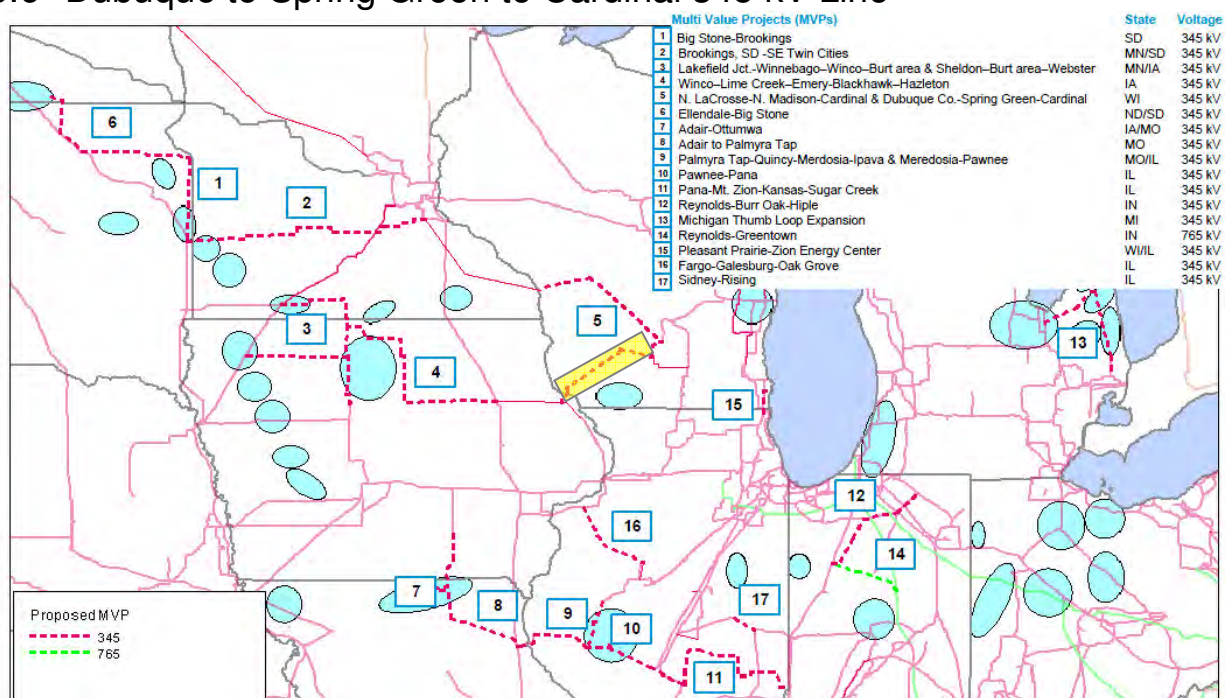 Dubuque to Spring Green to Cardinal 345 kV Line
Multi Value Projects (MVPs) State Voltage
1 Big Stone-Brookings SD 345 kV
2 Brookings, SD -SE Twin Cities MN/SD 345 kV
3 Lakefield Jct.-Winnebago–Winco–Burt area & Sheldon–Burt area–Webster MN/IA 345 kV
4 Winco–Lime Creek–Emery-Blackhawk–Hazleton IA 345 kV
5 N. LaCrosse-N. Madison-Cardinal & Dubuque Co.-Spring Green-Cardinal WI 345 kV
6 Ellendale-Big Stone ND/SD 345 kV
7 Adair-Ottumwa IA/MO 345 kV
8 Adair to Palmyra Tap MO 345 kV
9 Palmyra Tap-Quincy-Merdosia-Ipava & Meredosia-Pawnee MO/IL 345 kV
10 Pawnee-Pana IL 345 kV
11 Pana-Mt. Zion-Kansas-Sugar Creek IL 345 kV
12 Reynolds-Burr Oak-Hiple IN 345 kV
13 Michigan Thumb Loop Expansion MI 345 kV
14 Reynolds-Greentown IN 765 kV
15 Pleasant Prairie-Zion Energy Center WI/IL 345 kV
16 Fargo-Galesburg-Oak Grove IL 345 kV
17 Sidney-Rising IL 345 kV
6
1
2
3
5
13
4
15
12
16
14
7
8
9
10
17
11
Proposed MVP
345
765